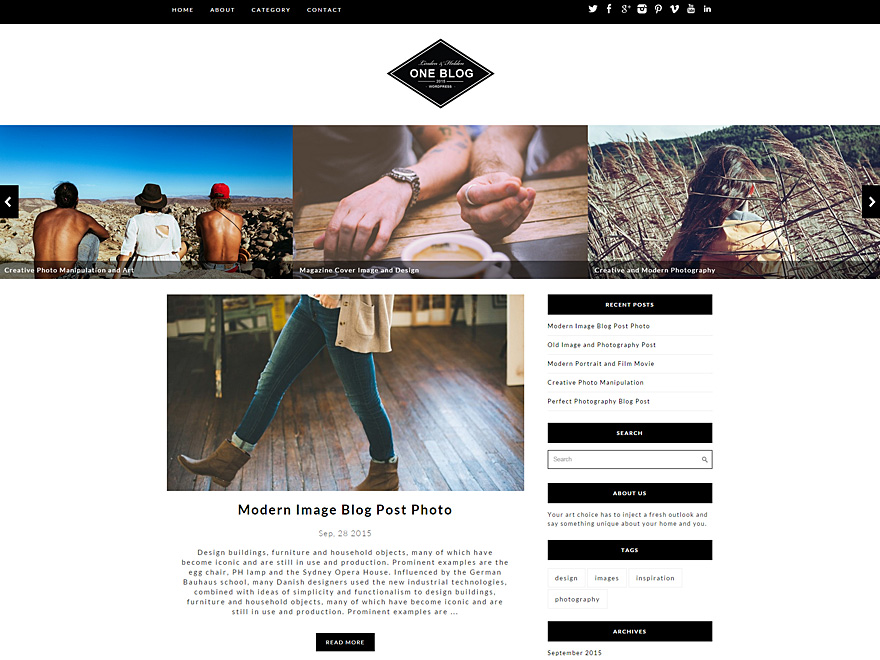 HOME ABOUT CATEGORY CONTACT
Linden & Holden
ONE BLOG
2015
WORDPRESS
Creative Photo Manipulation and Art
Magazine Cover Image and Design
Creative and Modern Photography
Modern Image Blog Post Photo
Sep, 28 2015
Design buildings, furniture and household objects, many of which have
become iconic and are still in use and production. Prominent examples are the
egg chair, PH lamp and the Sydney Opera House. Influenced by the German
Bauhaus school, many Danish designers used the new industrial technologies,
combined with ideas of simplicity and functionalism to design buildings,
furniture and household objects, many of which have become iconic and are
still in use and production. Prominent examples are ...
READ MORE
RECENT POSTS
Modern Image Blog Post Photo
Old Image and Photography Post
Modern Portrait and Film Movie
Creative Photo Manipulation
Perfect Photography Blog Post
SEARCH
Search
ABOUT US
Your art choice has to inject a fresh outlook and
say something unique about your home and you.
TAGS
design images inspiration
photography
ARCHIVES
September 2015